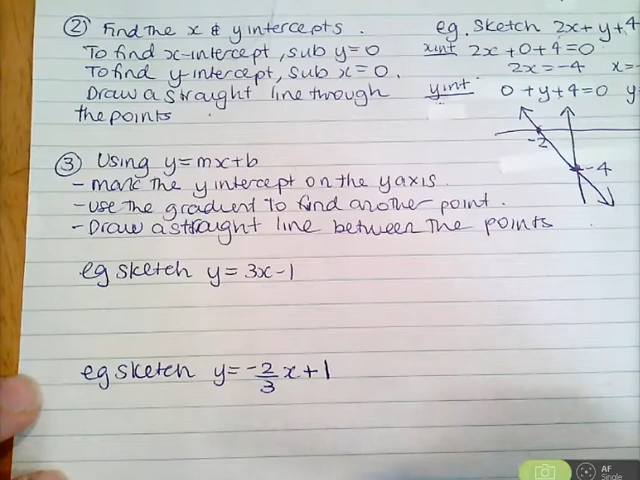 ② Find the x & y intercepts.
To find x-intercept, sub y=0
To find y-intercept, sub x=0.
Draw a straight line through
the points
eg. Sketch 2x+y+4
xint 2x+0+4=0
2x=-4 x=-
yint 0+y+4=0 y
-2
-4
③ Using y=mx+b
- mark the y intercept on the y axis.
- use the gradient to find another point.
- Draw a straight line between the points
eg sketch y=3x-1
eg sketch y=-2/3x+1
AF
Single